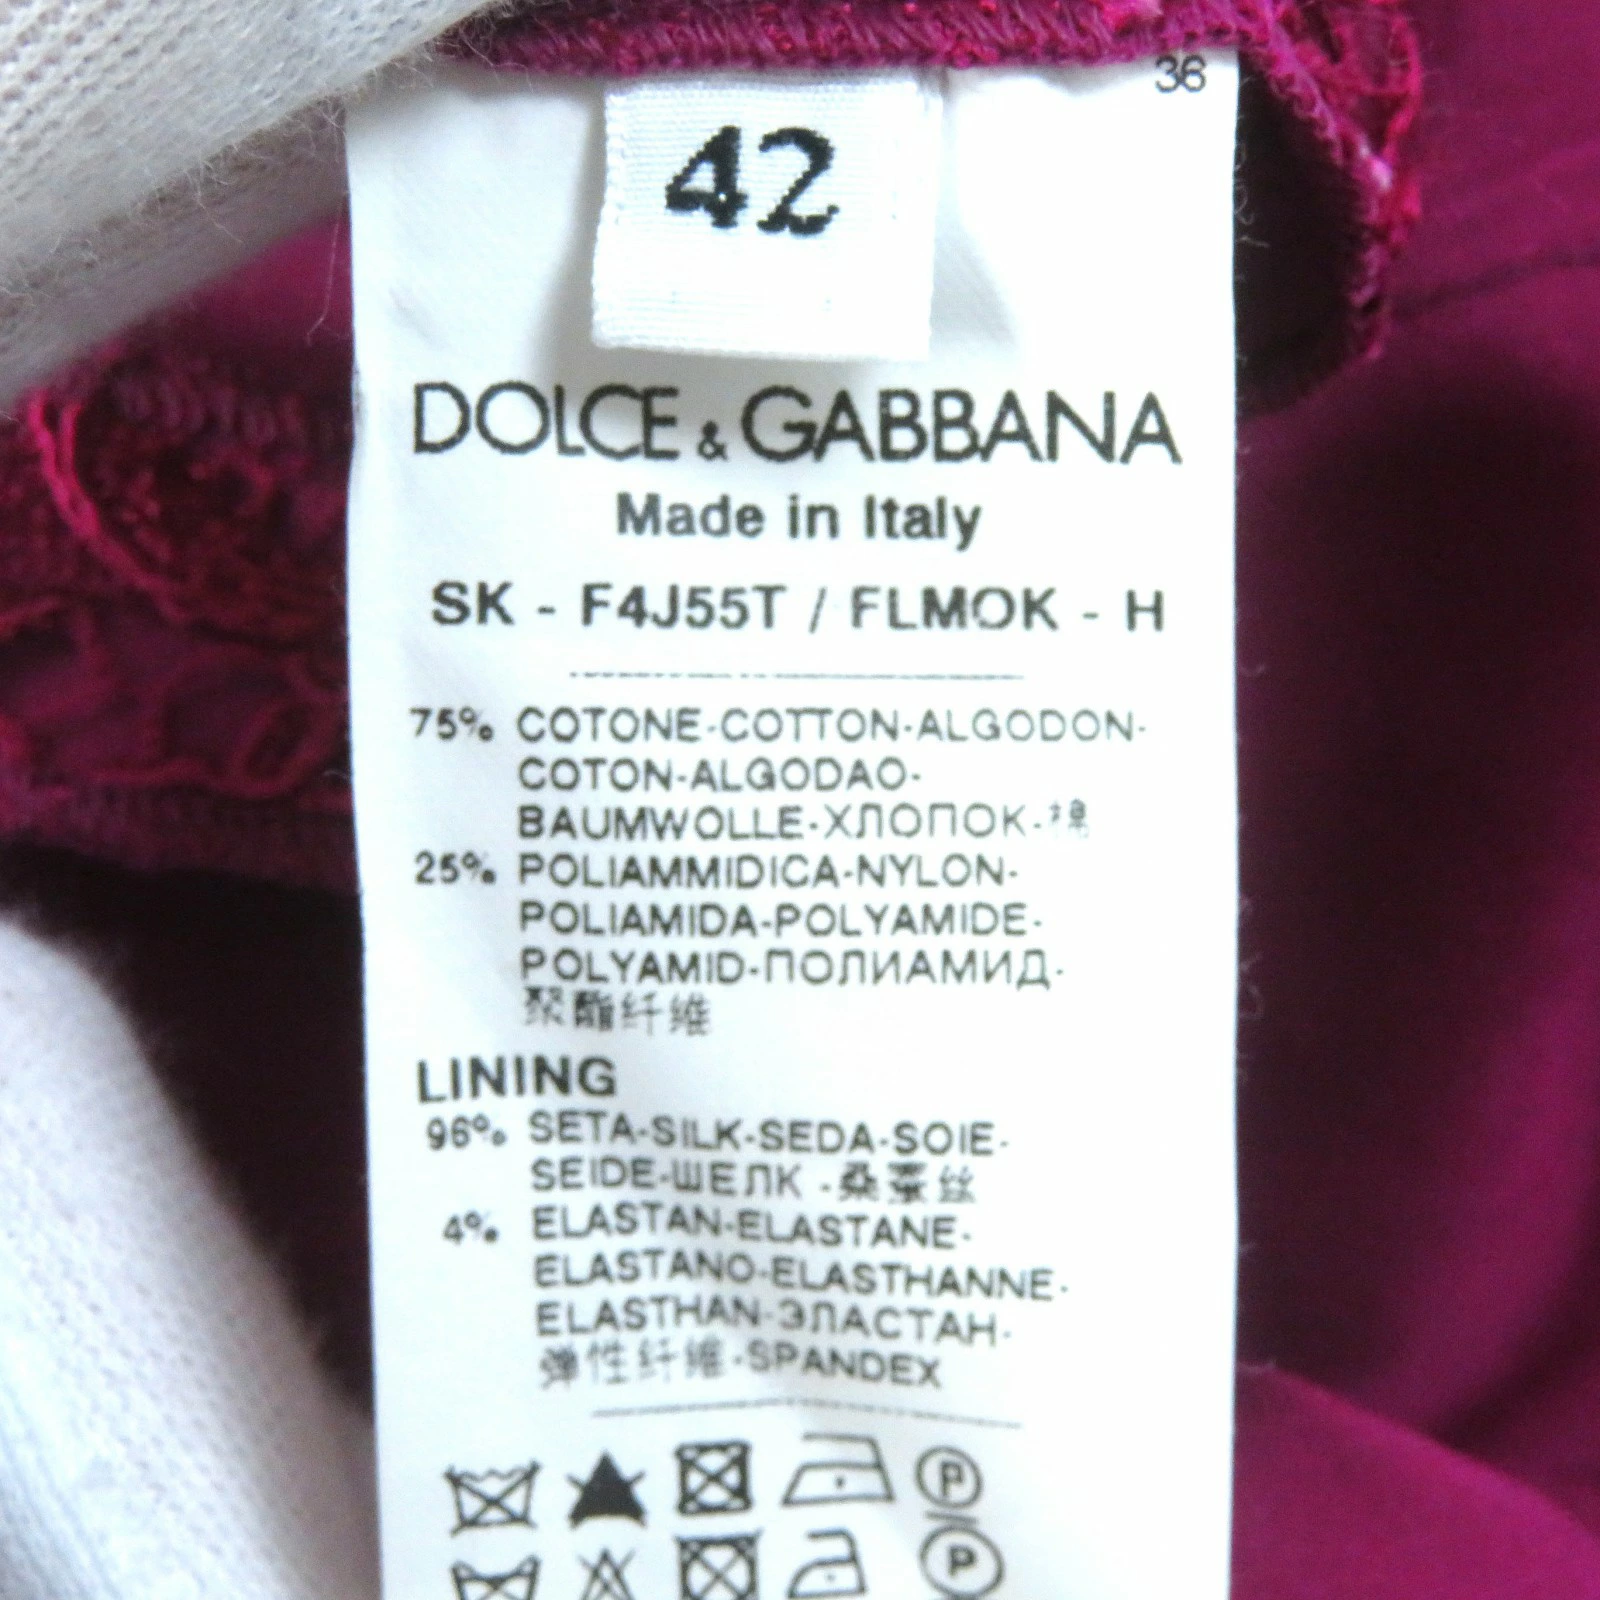 36
42
DOLCE & GABBANA
Made in Italy
SK - F4J55T / FLMOK - H
75% COTONE-COTTON-ALGODON-
COTON-ALGODAO-
BAUMWOLLE-ХЛОПОК-棉
25% POLIAMMIDICA-NYLON-
POLIAMIDA-POLYAMIDE-
POLYAMID-ПОЛИАМИД-
聚酯纤维
LINING
96% SETA-SILK-SEDA-SOIE-
SEIDE-ШЕЛК-桑蚕丝
4% ELASTAN-ELASTANE-
ELASTANO-ELASTHANNE-
ELASTHAN-ЭЛАСТАН-
弹性纤维-SPANDEX
P
P